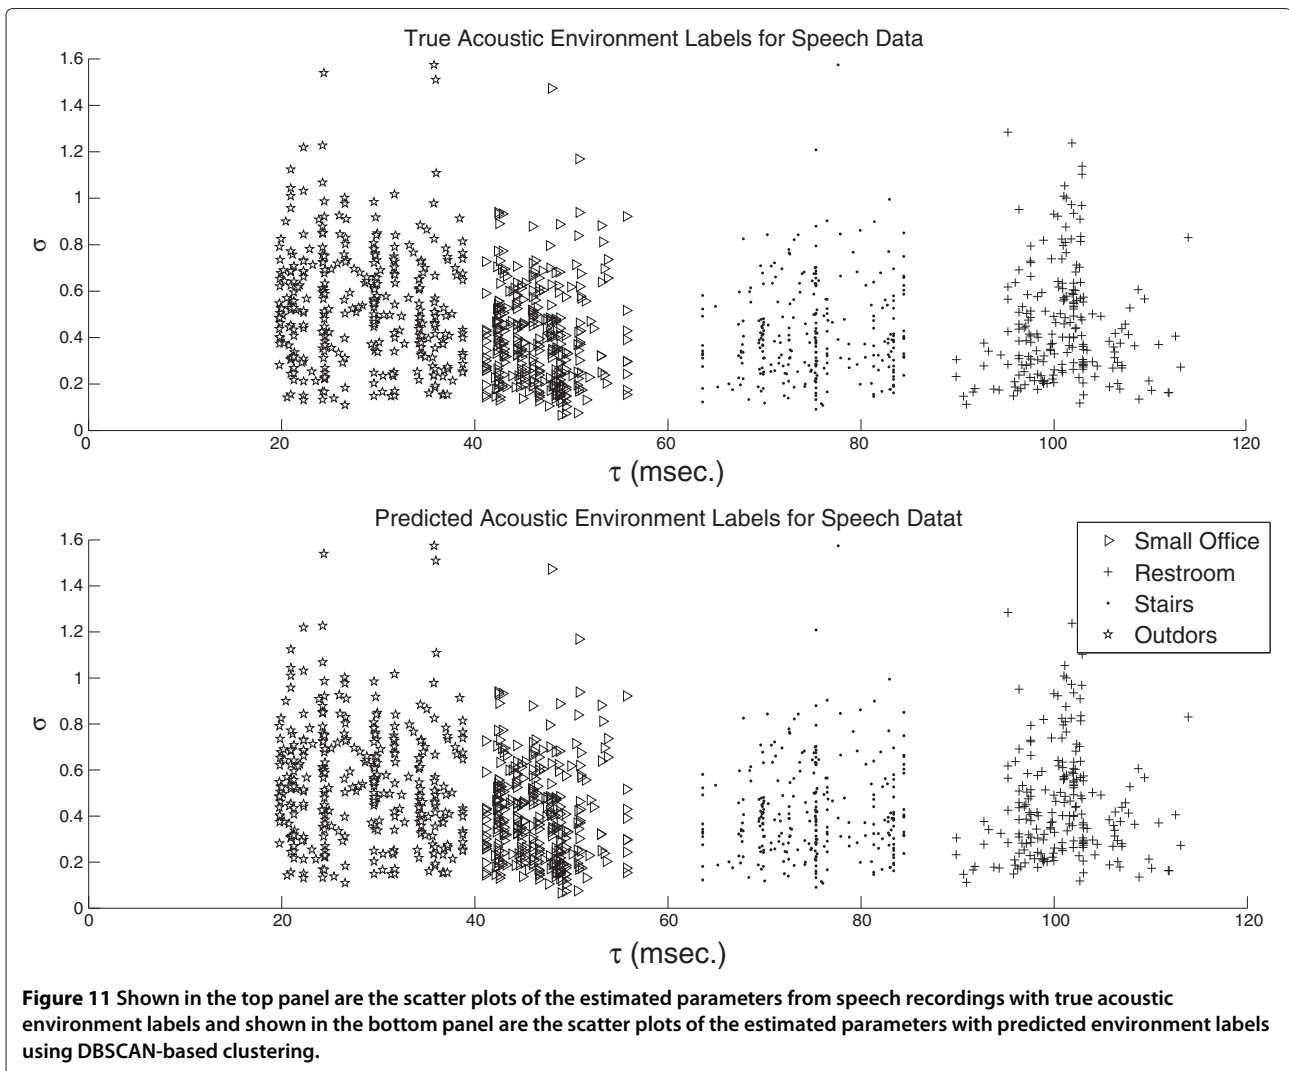 True Acoustic Environment Labels for Speech Data
1.6
1.4
1.2
1
0.8
0.6
0.4
0.2
0
σ
0 20 40 60 80 100 120
τ (msec.)
Predicted Acoustic Environment Labels for Speech Datat
1.6
1.4
1.2
1
0.8
0.6
0.4
0.2
0
σ
Small Office
Restroom
Stairs
Outdors
0 20 40 60 80 100 120
τ (msec.)
Figure 11 Shown in the top panel are the scatter plots of the estimated parameters from speech recordings with true acoustic
environment labels and shown in the bottom panel are the scatter plots of the estimated parameters with predicted environment labels
using DBSCAN-based clustering.